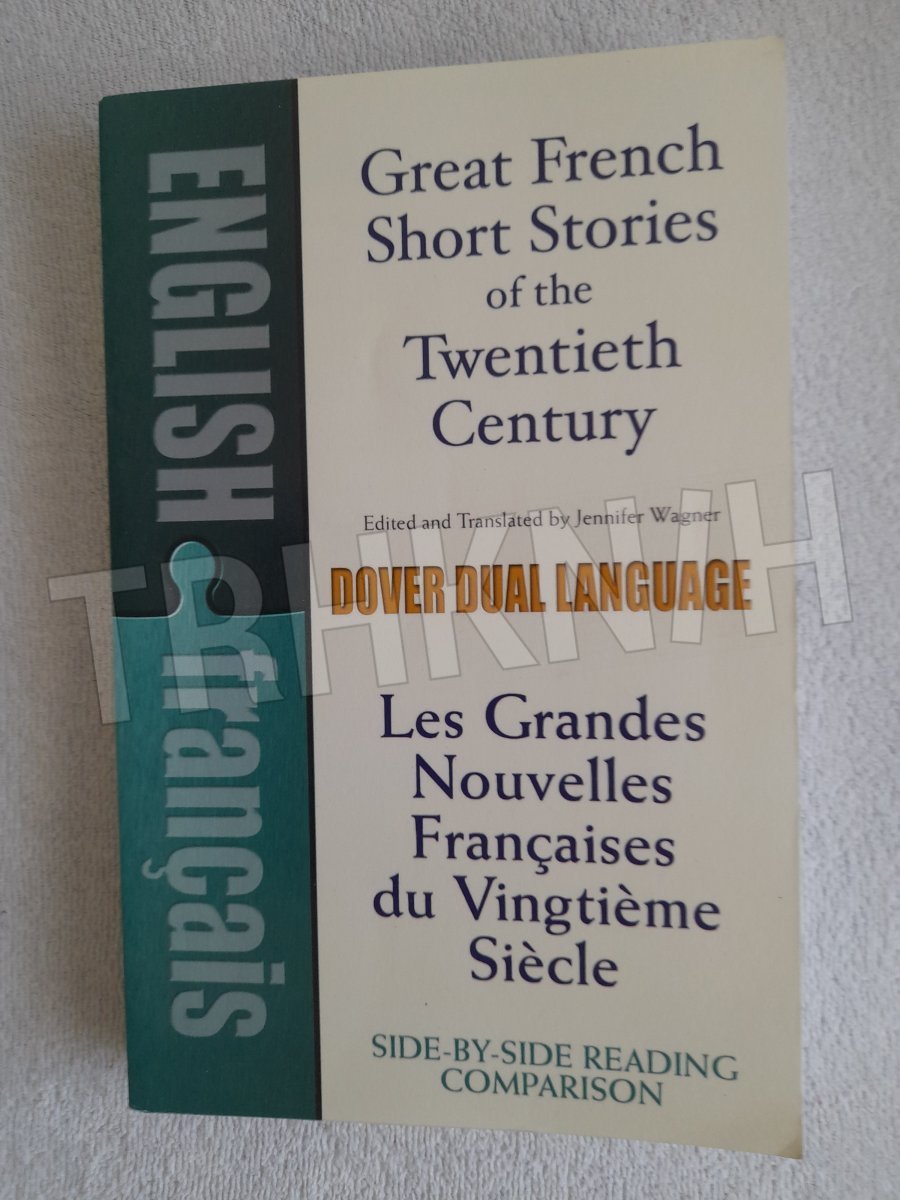 ENGLISH
français
Great French
Short Stories
of the
Twentieth
Century
Edited and Translated by Jennifer Wagner
DOVER DUAL LANGUAGE
Les Grandes
Nouvelles
Françaises
du Vingtième
Siècle
SIDE-BY-SIDE READING
COMPARISON